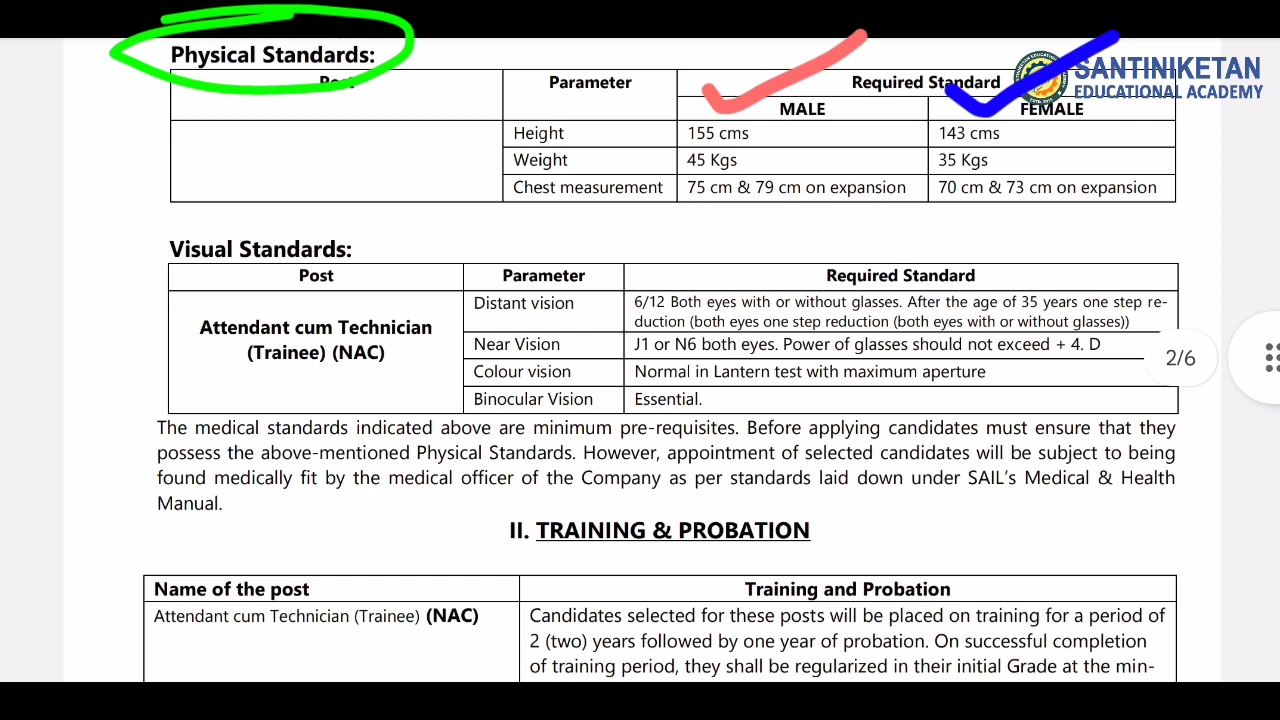 Physical Standards:
SANTINIKETAN
EDUCATIONAL ACADEMY
Post Parameter Required Standard
MALE FEMALE
Height 155 cms 143 cms
Weight 45 Kgs 35 Kgs
Chest measurement 75 cm & 79 cm on expansion 70 cm & 73 cm on expansion
Visual Standards:
Post Parameter Required Standard
Attendant cum Technician
(Trainee) (NAC)
Distant vision 6/12 Both eyes with or without glasses. After the age of 35 years one step re-
duction (both eyes one step reduction (both eyes with or without glasses))
Near Vision J1 or N6 both eyes. Power of glasses should not exceed + 4. D
Colour vision Normal in Lantern test with maximum aperture
Binocular Vision Essential.
2/6
The medical standards indicated above are minimum pre-requisites. Before applying candidates must ensure that they
possess the above-mentioned Physical Standards. However, appointment of selected candidates will be subject to being
found medically fit by the medical officer of the Company as per standards laid down under SAIL's Medical & Health
Manual.
II. TRAINING & PROBATION
Name of the post Training and Probation
Attendant cum Technician (Trainee) (NAC) Candidates selected for these posts will be placed on training for a period of
2 (two) years followed by one year of probation. On successful completion
of training period, they shall be regularized in their initial Grade at the min-